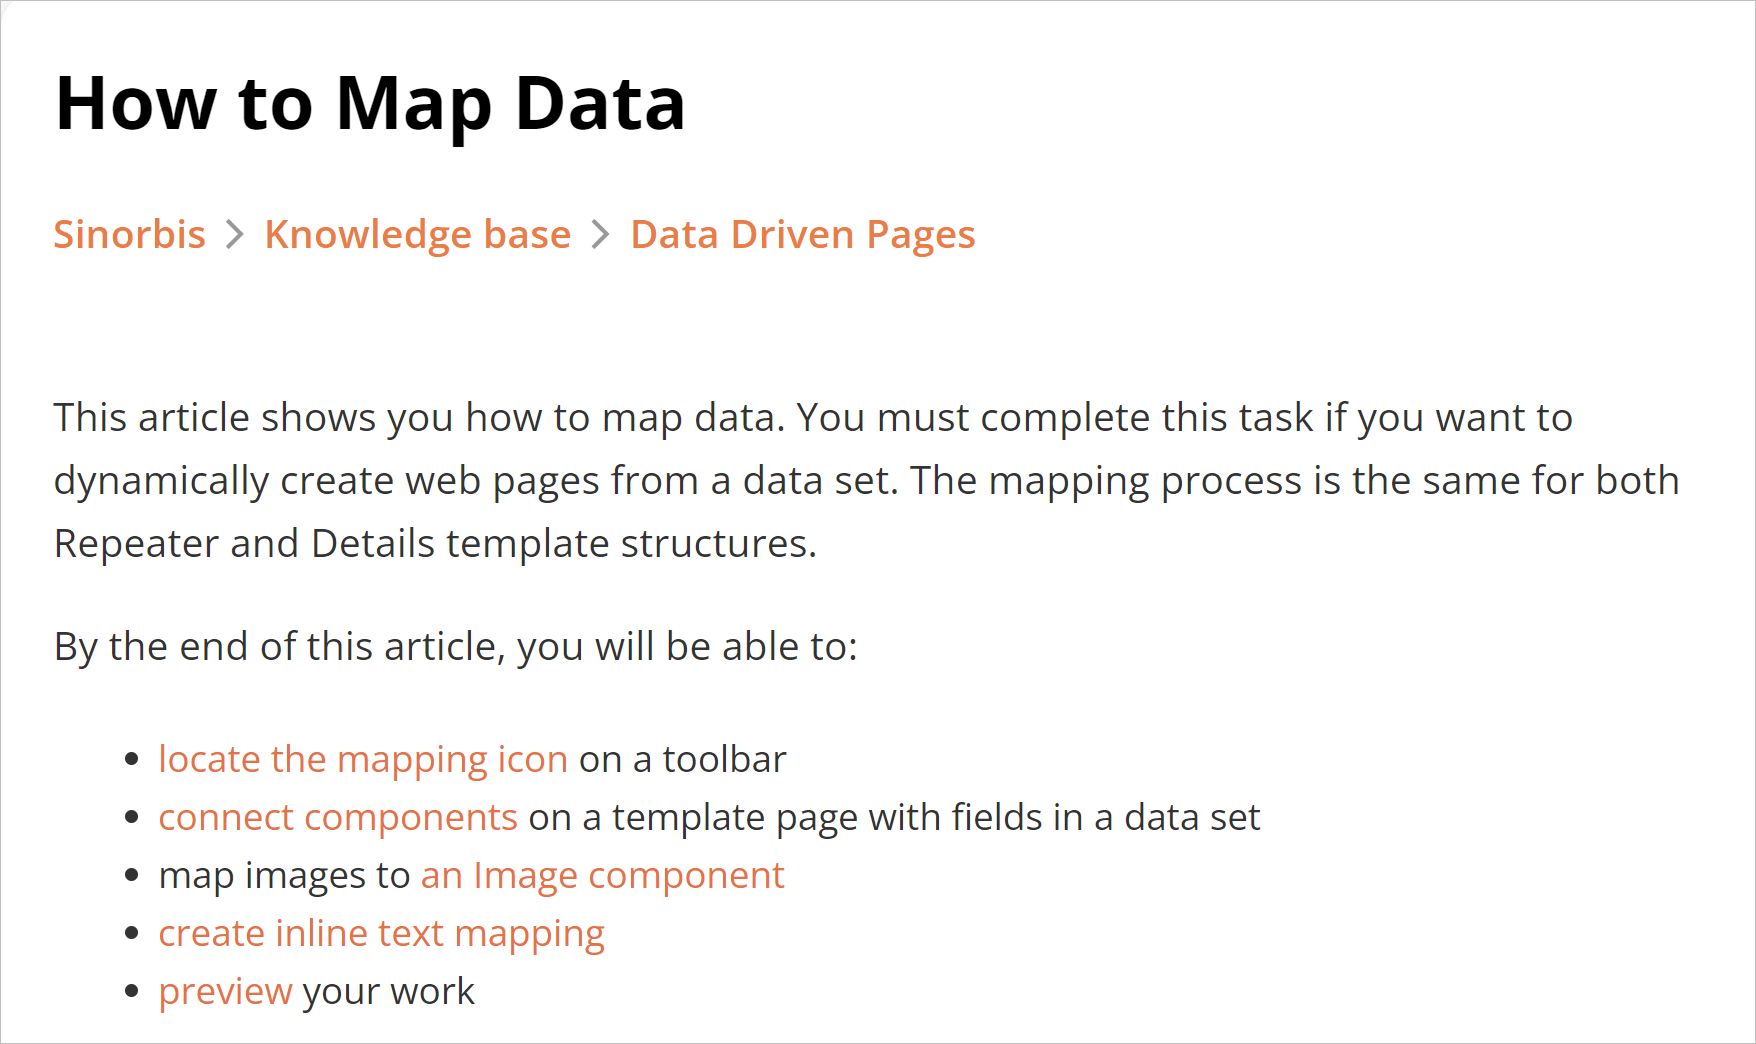 How to Map Data
Sinorbis > Knowledge base > Data Driven Pages
This article shows you how to map data. You must complete this task if you want to
dynamically create web pages from a data set. The mapping process is the same for both
Repeater and Details template structures.
By the end of this article, you will be able to:
• locate the mapping icon on a toolbar
• connect components on a template page with fields in a data set
• map images to an Image component
• create inline text mapping
• preview your work